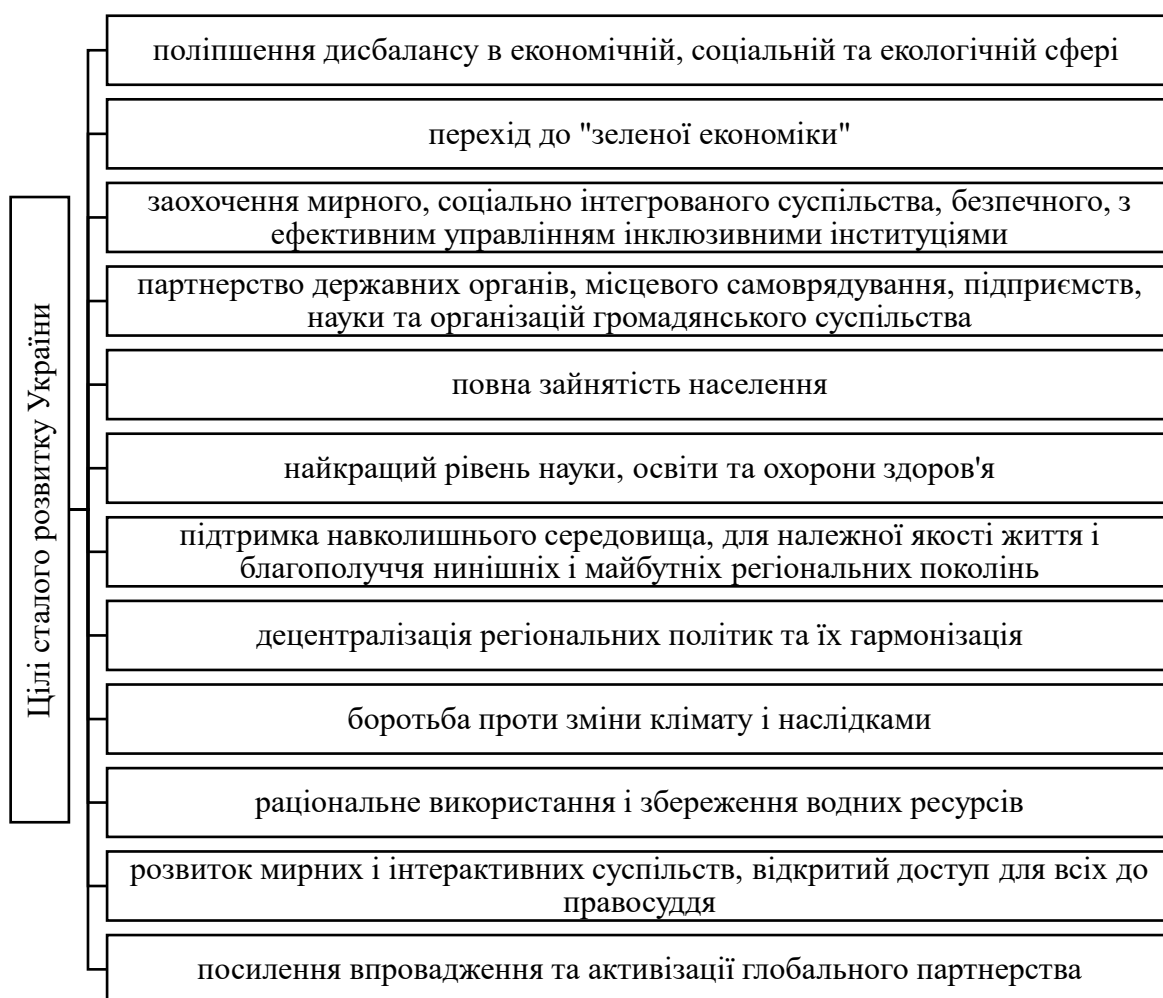 Цілі сталого розвитку України
поліпшення дисбалансу в економічній, соціальній та екологічній сфері
перехід до "зеленої економіки"
заохочення мирного, соціально інтегрованого суспільства, безпечного, з
ефективним управлінням інклюзивними інституціями
партнерство державних органів, місцевого самоврядування, підприємств,
науки та організацій громадянського суспільства
повна зайнятість населення
найкращий рівень науки, освіти та охорони здоров'я
підтримка навколишнього середовища, для належної якості життя і
благополуччя нинішніх і майбутніх регіональних поколінь
децентралізація регіональних політик та їх гармонізація
боротьба проти зміни клімату і наслідками
раціональне використання і збереження водних ресурсів
розвиток мирних і інтерактивних суспільств, відкритий доступ для всіх до
правосуддя
посилення впровадження та активізації глобального партнерства